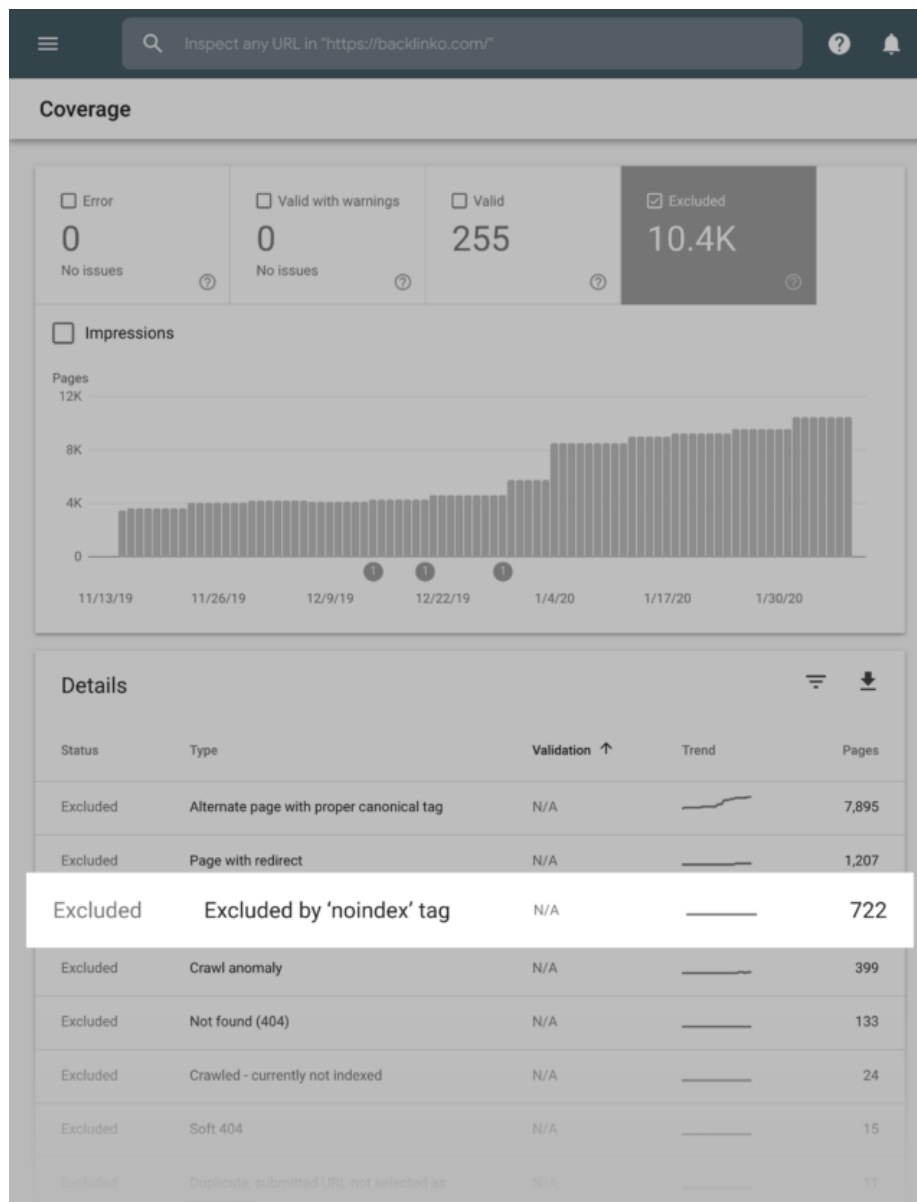 Inspect any URL in "https://backlinko.com/"
Coverage
Error
0
No issues
Valid with warnings
0
No issues
Valid
255
Excluded
10.4K
Impressions
Pages
12K
8K
4K
0
1 1 1
11/13/19 11/26/19 12/9/19 12/22/19 1/4/20 1/17/20 1/30/20
Details
Status Type Validation Trend Pages
Excluded Alternate page with proper canonical tag N/A 7,895
Excluded Page with redirect N/A 1,207
Excluded Excluded by ‘noindex’ tag N/A 722
Excluded Crawl anomaly N/A 399
Excluded Not found (404) N/A 133
Excluded Crawled - currently not indexed N/A 24
Excluded Soft 404 N/A 15
Excluded Duplicate, submitted URL not selected as N/A 11